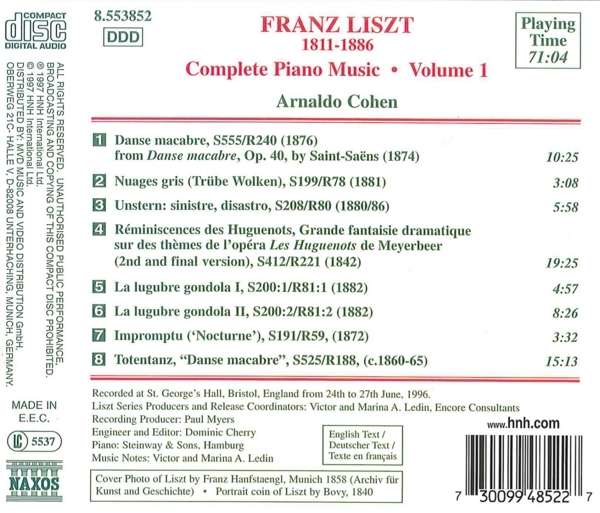 COMPACT
disc
DIGITAL AUDIO
8.553852
DDD
FRANZ LISZT
1811-1886
Complete Piano Music • Volume 1
Arnaldo Cohen
Playing
Time
71:04
1 Danse macabre, S555/R240 (1876)
from Danse macabre, Op. 40, by Saint-Saëns (1874) 10:25
2 Nuages gris (Trübe Wolken), S199/R78 (1881) 3:08
3 Unstern: sinistre, disastro, S208/R80 (1880/86) 5:58
4 Réminiscences des Huguenots, Grande fantaisie dramatique
sur des thèmes de l'opéra Les Huguenots de Meyerbeer
(2nd and final version), S412/R221 (1842) 19:25
5 La lugubre gondola I, S200:1/R81:1 (1882) 4:57
6 La lugubre gondola II, S200:2/R81:2 (1882) 8:26
7 Impromptu ('Nocturne'), S191/R59, (1872) 3:32
8 Totentanz, "Danse macabre", S525/R188, (c.1860-65) 15:13
Recorded at St. George's Hall, Bristol, England from 24th to 27th June, 1996.
Liszt Series Producers and Release Coordinators: Victor and Marina A. Ledin, Encore Consultants
Recording Producer: Paul Myers
Engineer and Editor: Dominic Cherry
Piano: Steinway & Sons, Hamburg
Music Notes: Victor and Marina A. Ledin
English Text /
Deutscher Text /
Texte en français
www.hnh.com
Cover Photo of Liszt by Franz Hanfstaengl, Munich 1858 (Archiv für
Kunst and Geschichte) • Portrait coin of Liszt by Bovy, 1840
7 30099 48522 7
ALL RIGHTS RESERVED. UNAUTHORISED PUBLIC PERFORMANCE,
BROADCASTING AND COPYING OF THIS COMPACT DISC PROHIBITED.
℗ 1997 HNH International Ltd.
© 1997 HNH International Ltd.
DISTRIBUTED BY: MVD MUSIC AND VIDEO DISTRIBUTION GmbH,
OBERWEG 21C- HALLE V, D-82008 UNTERHACHING, MUNICH, GERMANY.
MADE IN
E.E.C.
LC 5537
NAXOS